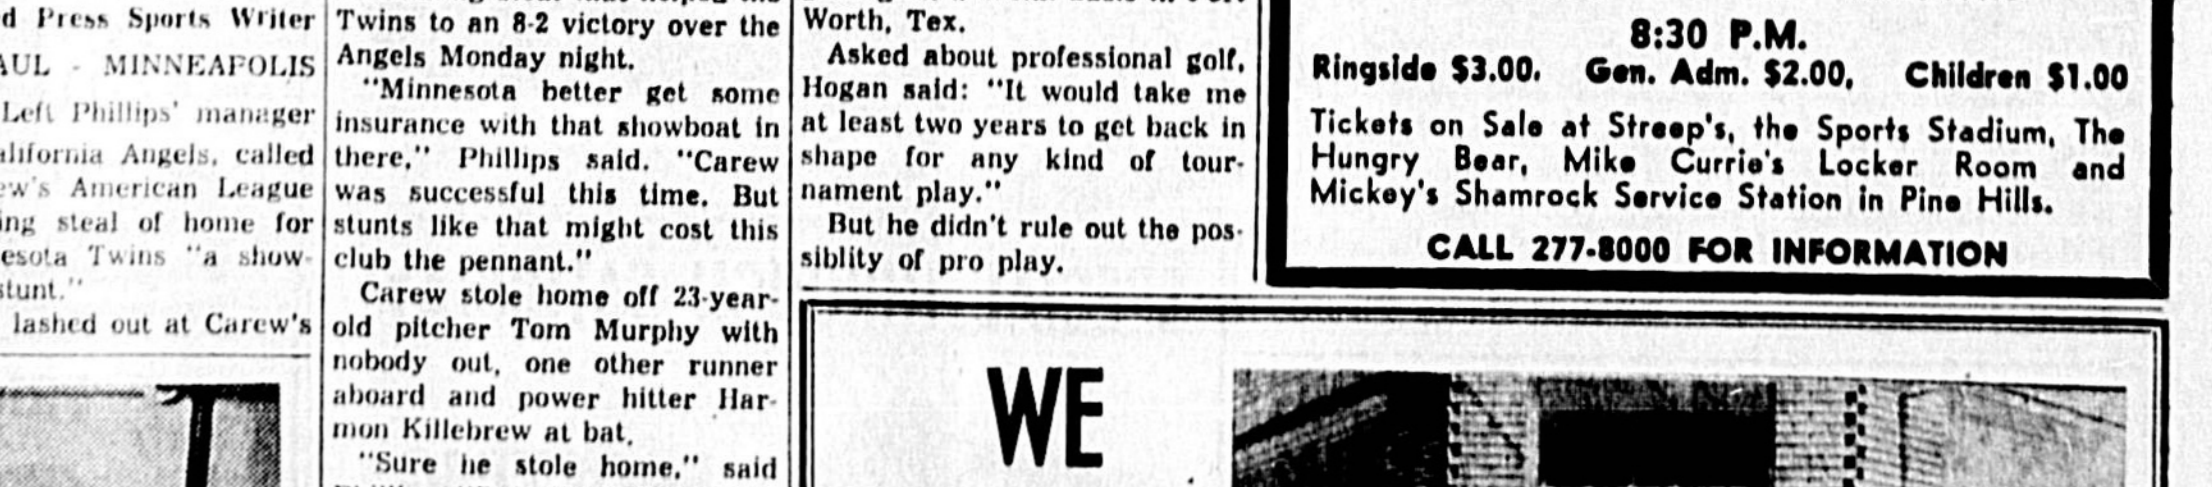 d Press Sports Writer
AUL - MINNEAPOLIS
Left Phillips' manager
alifornia Angels, called
ew's American League
ing steal of home for
esota Twins "a show-
stunt."
lashed out at Carew's
Twins to an 8-2 victory over the
Angels Monday night.
"Minnesota better get some
insurance with that showboat in
there," Phillips said. "Carew
was successful this time. But
stunts like that might cost this
club the pennant."
Carew stole home off 23-year-
old pitcher Tom Murphy with
nobody out, one other runner
aboard and power hitter Har-
mon Killebrew at bat.
"Sure he stole home," said
Worth, Tex.
Asked about professional golf,
Hogan said: "It would take me
at least two years to get back in
shape for any kind of tour-
nament play."
But he didn't rule out the pos-
siblity of pro play.
8:30 P.M.
Ringside $3.00. Gen. Adm. $2.00. Children $1.00
Tickets on Sale at Streep's, the Sports Stadium, The
Hungry Bear, Mike Currie's Locker Room and
Mickey's Shamrock Service Station in Pine Hills.
CALL 277-8000 FOR INFORMATION
WE